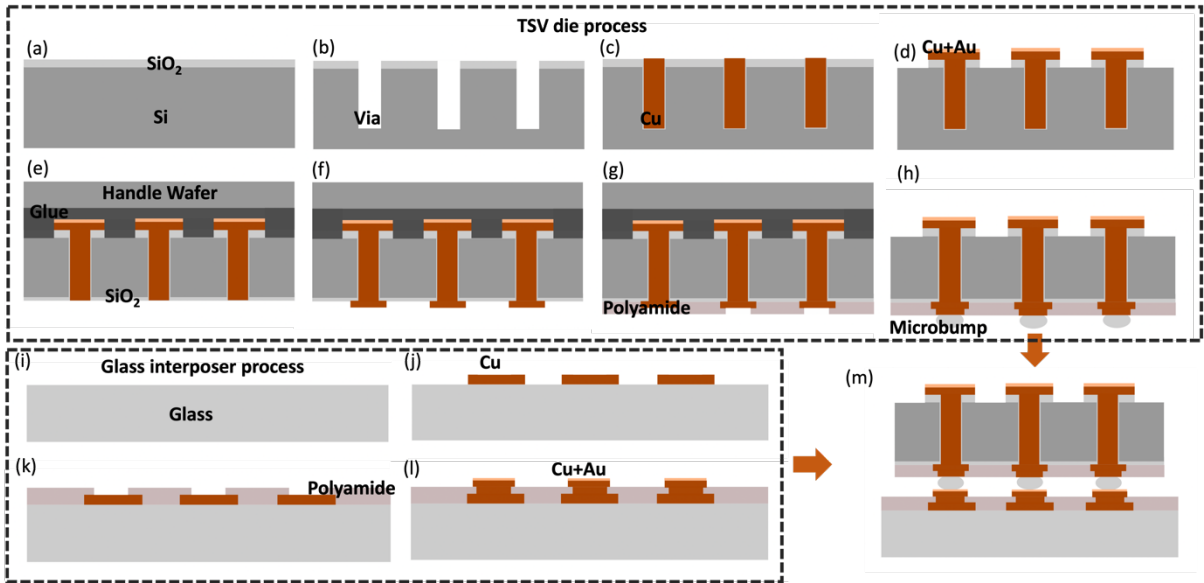 TSV die process
(a)
SiO2
Si
(b)
Via
(c)
Cu
(d)
Cu+Au
(e)
Handle Wafer
Glue
SiO2
(f)
(g)
Polyamide
(h)
Microbump
(i)
Glass interposer process
Glass
(j)
Cu
(k)
Polyamide
(l)
Cu+Au
(m)